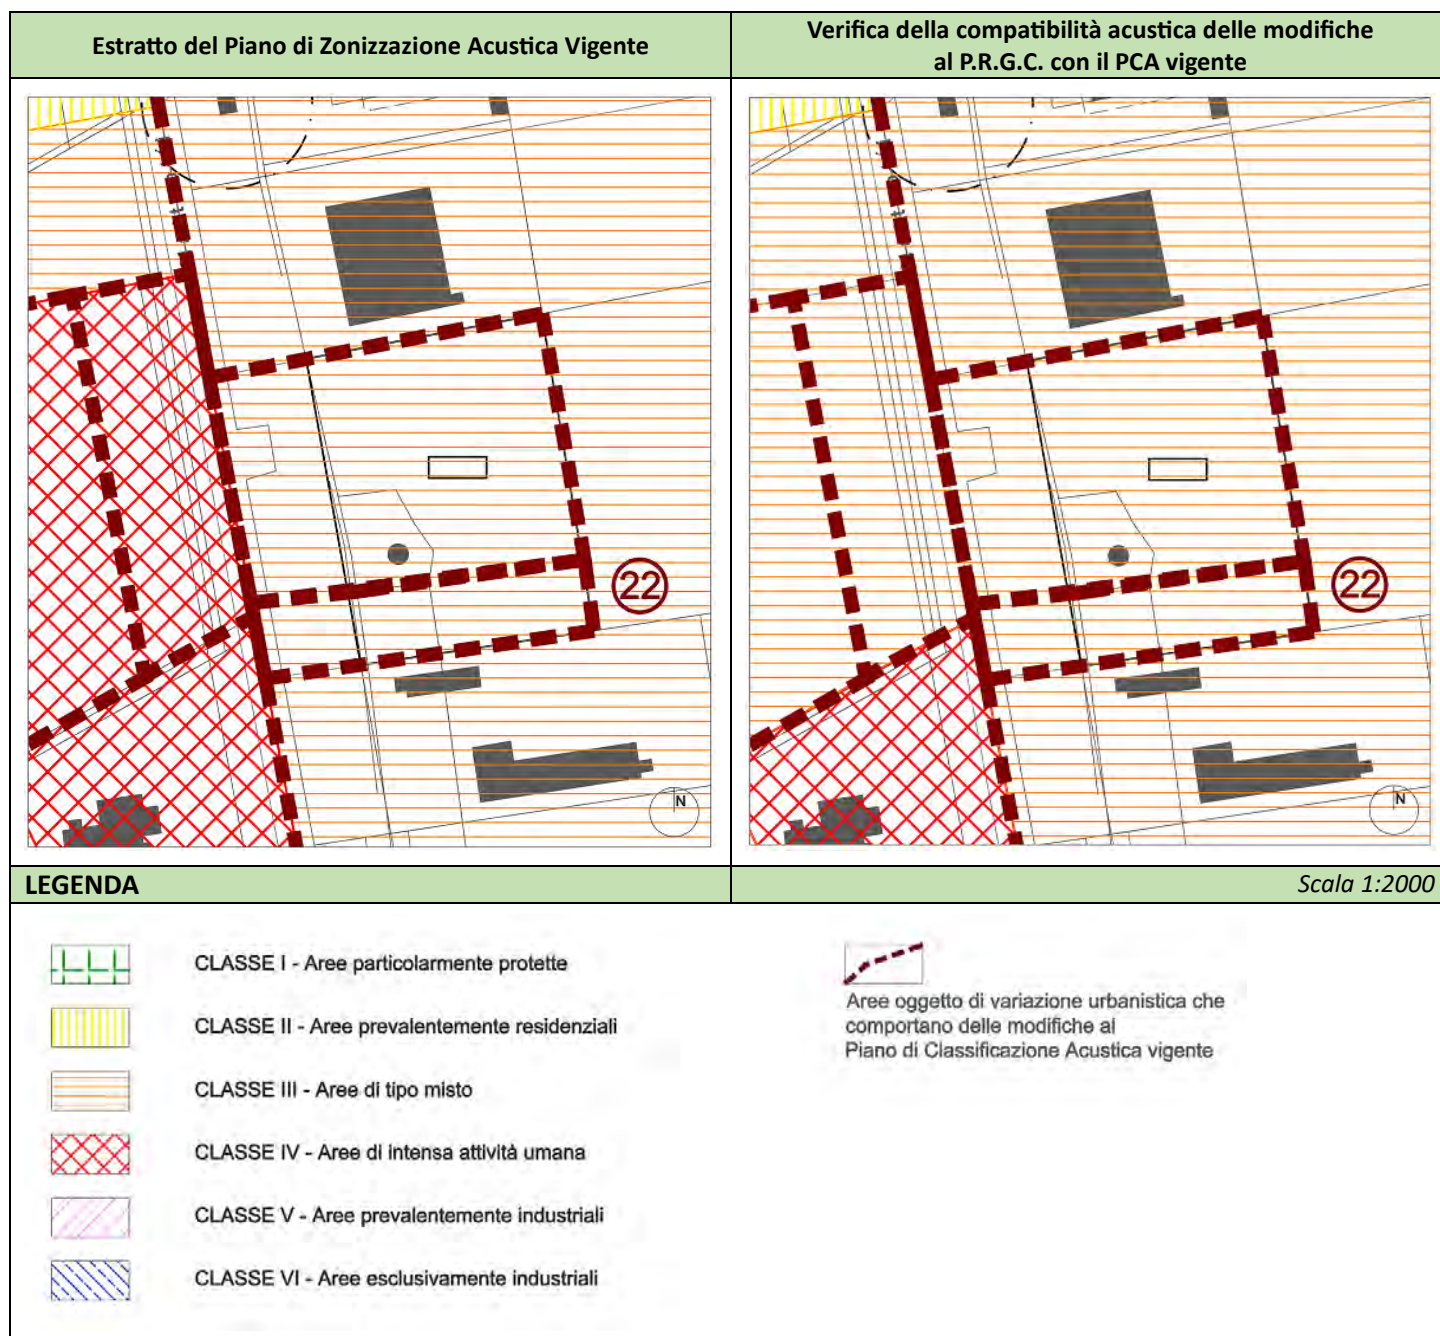 Estratto del Piano di Zonizzazione Acustica Vigente
Verifica della compatibilità acustica delle modifiche
al P.R.G.C. con il PCA vigente
22
N
22
N
LEGENDA
Scala 1:2000
CLASSE I - Aree particolarmente protette
CLASSE II - Aree prevalentemente residenziali
CLASSE III - Aree di tipo misto
CLASSE IV - Aree di intensa attività umana
CLASSE V - Aree prevalentemente industriali
CLASSE VI - Aree esclusivamente industriali
Aree oggetto di variazione urbanistica che
comportano delle modifiche al
Piano di Classificazione Acustica vigente